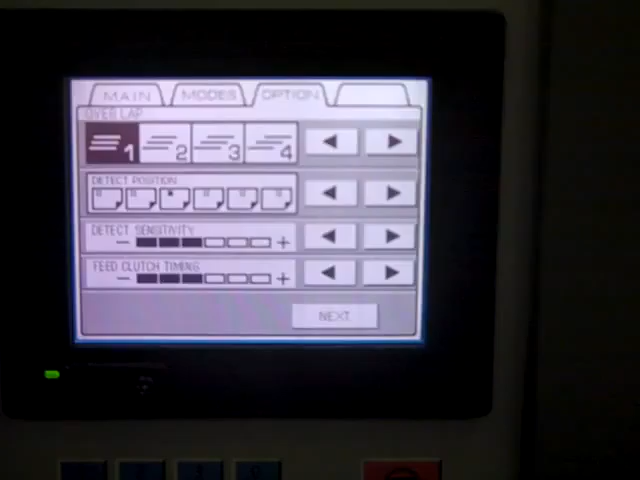 MAIN MODES OPTION
OVER LAP
1 2 3 4
DETECT POSITION
DETECT SENSITIVITY
− +
FEED CLUTCH TIMING
− +
NEXT